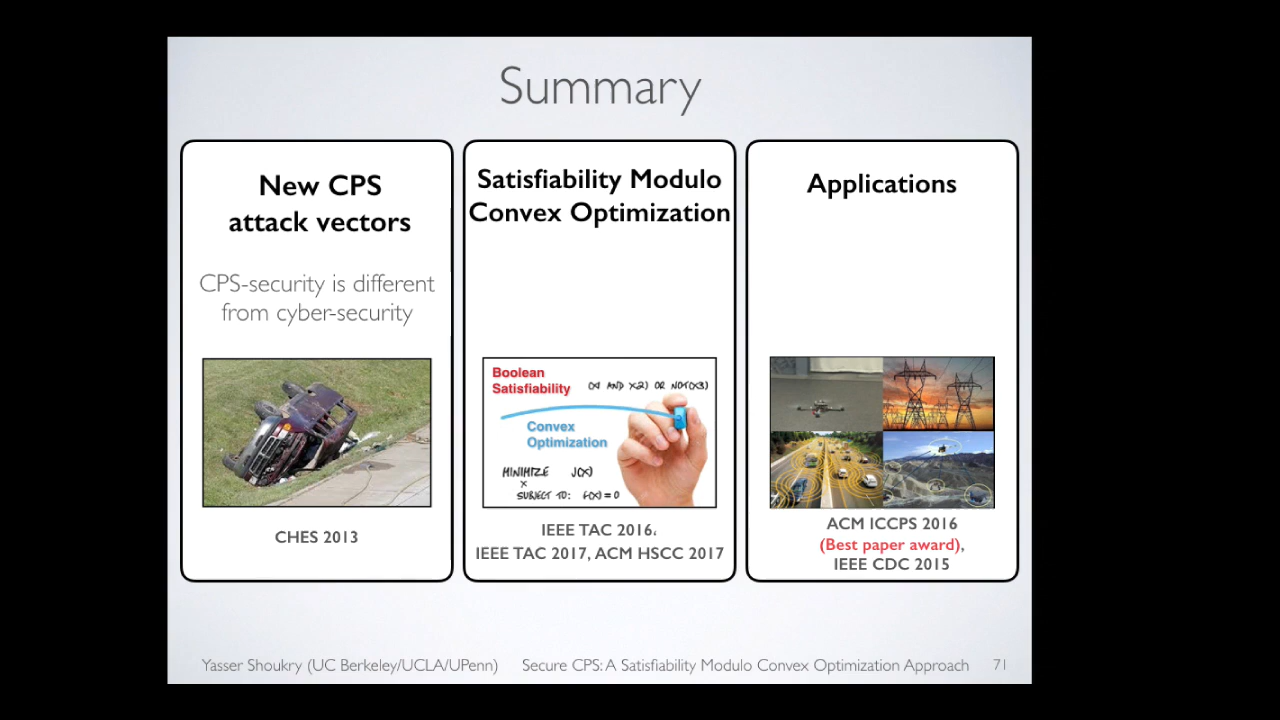 Summary
New CPS
attack vectors
CPS-security is different
from cyber-security
CHES 2013
Satisfiability Modulo
Convex Optimization
Boolean
Satisfiability
(X1 AND X2) OR NOT(X3)
Convex
Optimization
MINIMIZE J(X)
X
SUBJECT TO: f(X) = 0
IEEE TAC 2016,
IEEE TAC 2017, ACM HSCC 2017
Applications
ACM ICCPS 2016
(Best paper award),
IEEE CDC 2015
Yasser Shoukry (UC Berkeley/UCLA/UPenn) Secure CPS: A Satisfiability Modulo Convex Optimization Approach 71